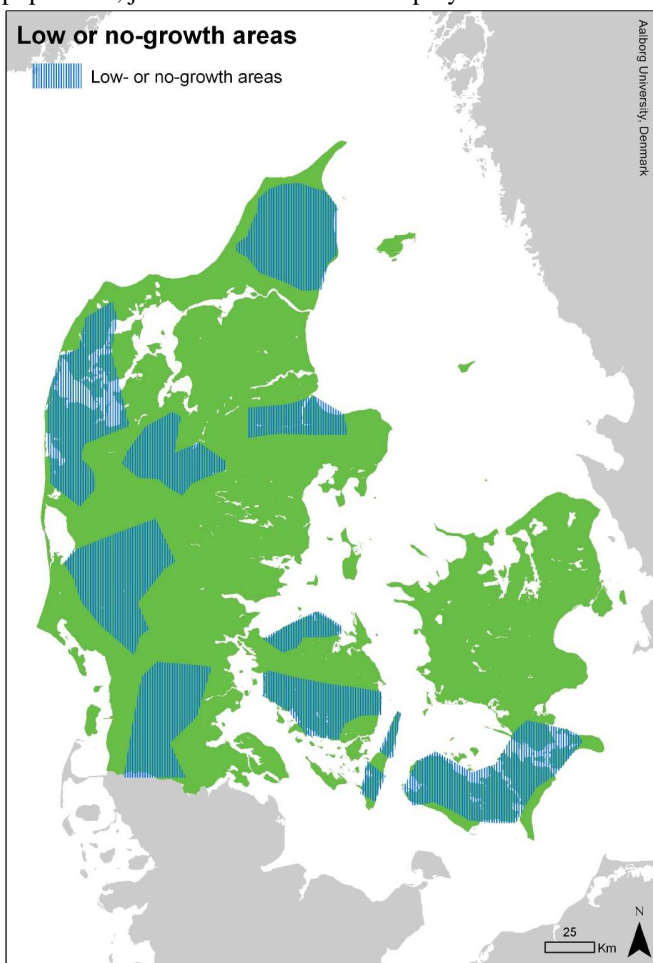 Low or no-growth areas
Low- or no-growth areas
Aalborg University, Denmark
N
25
Km